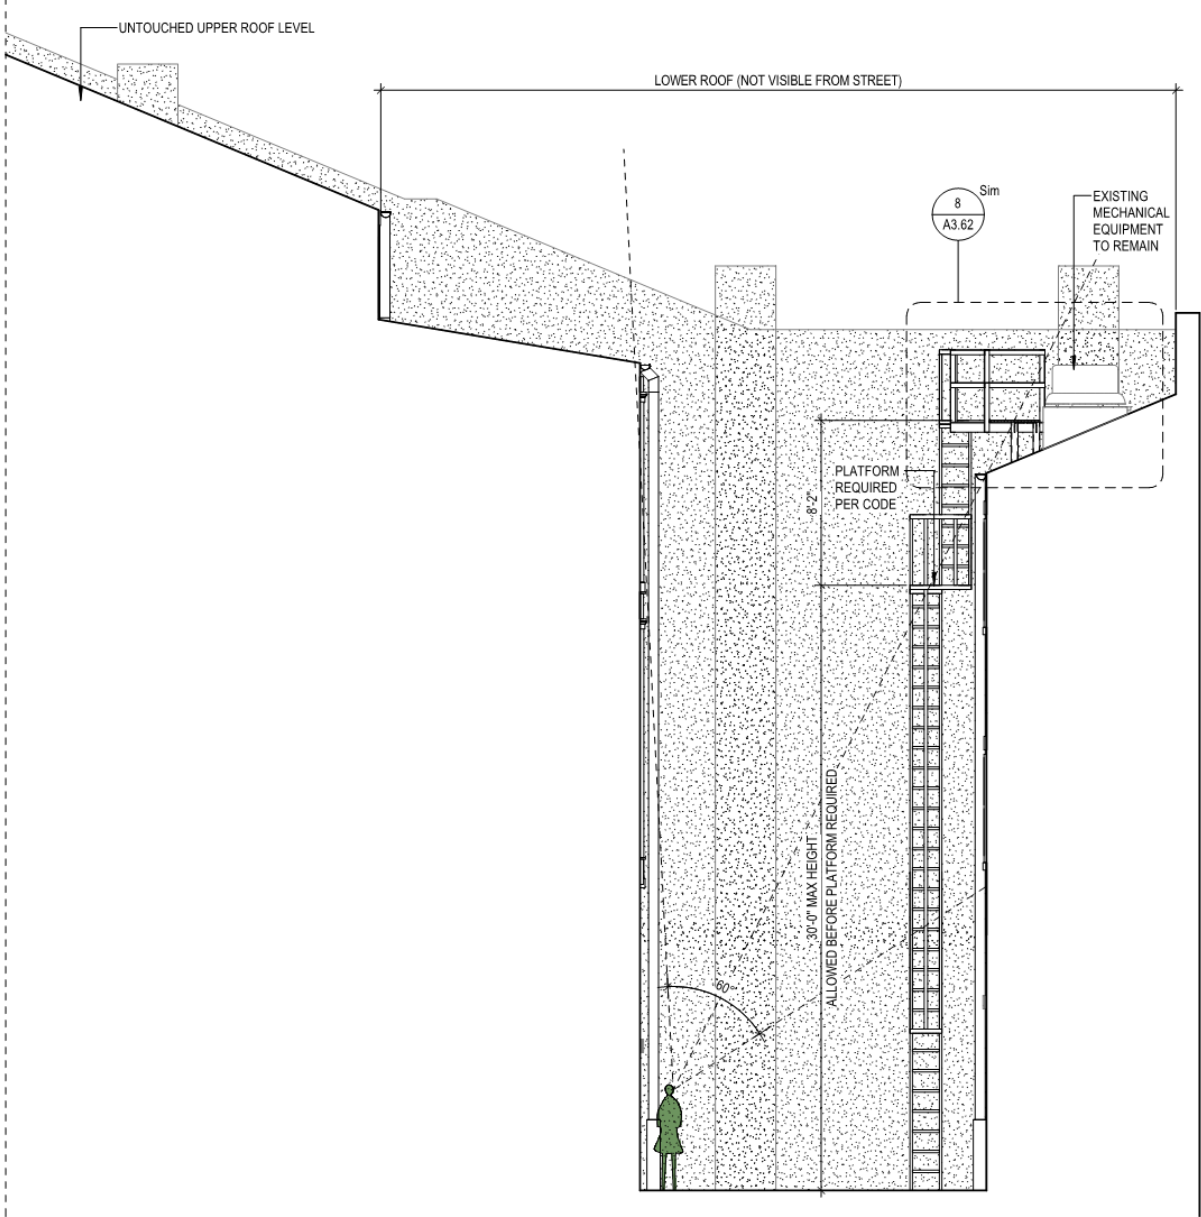 UNTOUCHED UPPER ROOF LEVEL
LOWER ROOF (NOT VISIBLE FROM STREET)
8
A3.62
Sim
EXISTING
MECHANICAL
EQUIPMENT
TO REMAIN
PLATFORM
REQUIRED
PER CODE
8'-2"
30'-0" MAX HEIGHT
ALLOWED BEFORE PLATFORM REQUIRED
60°